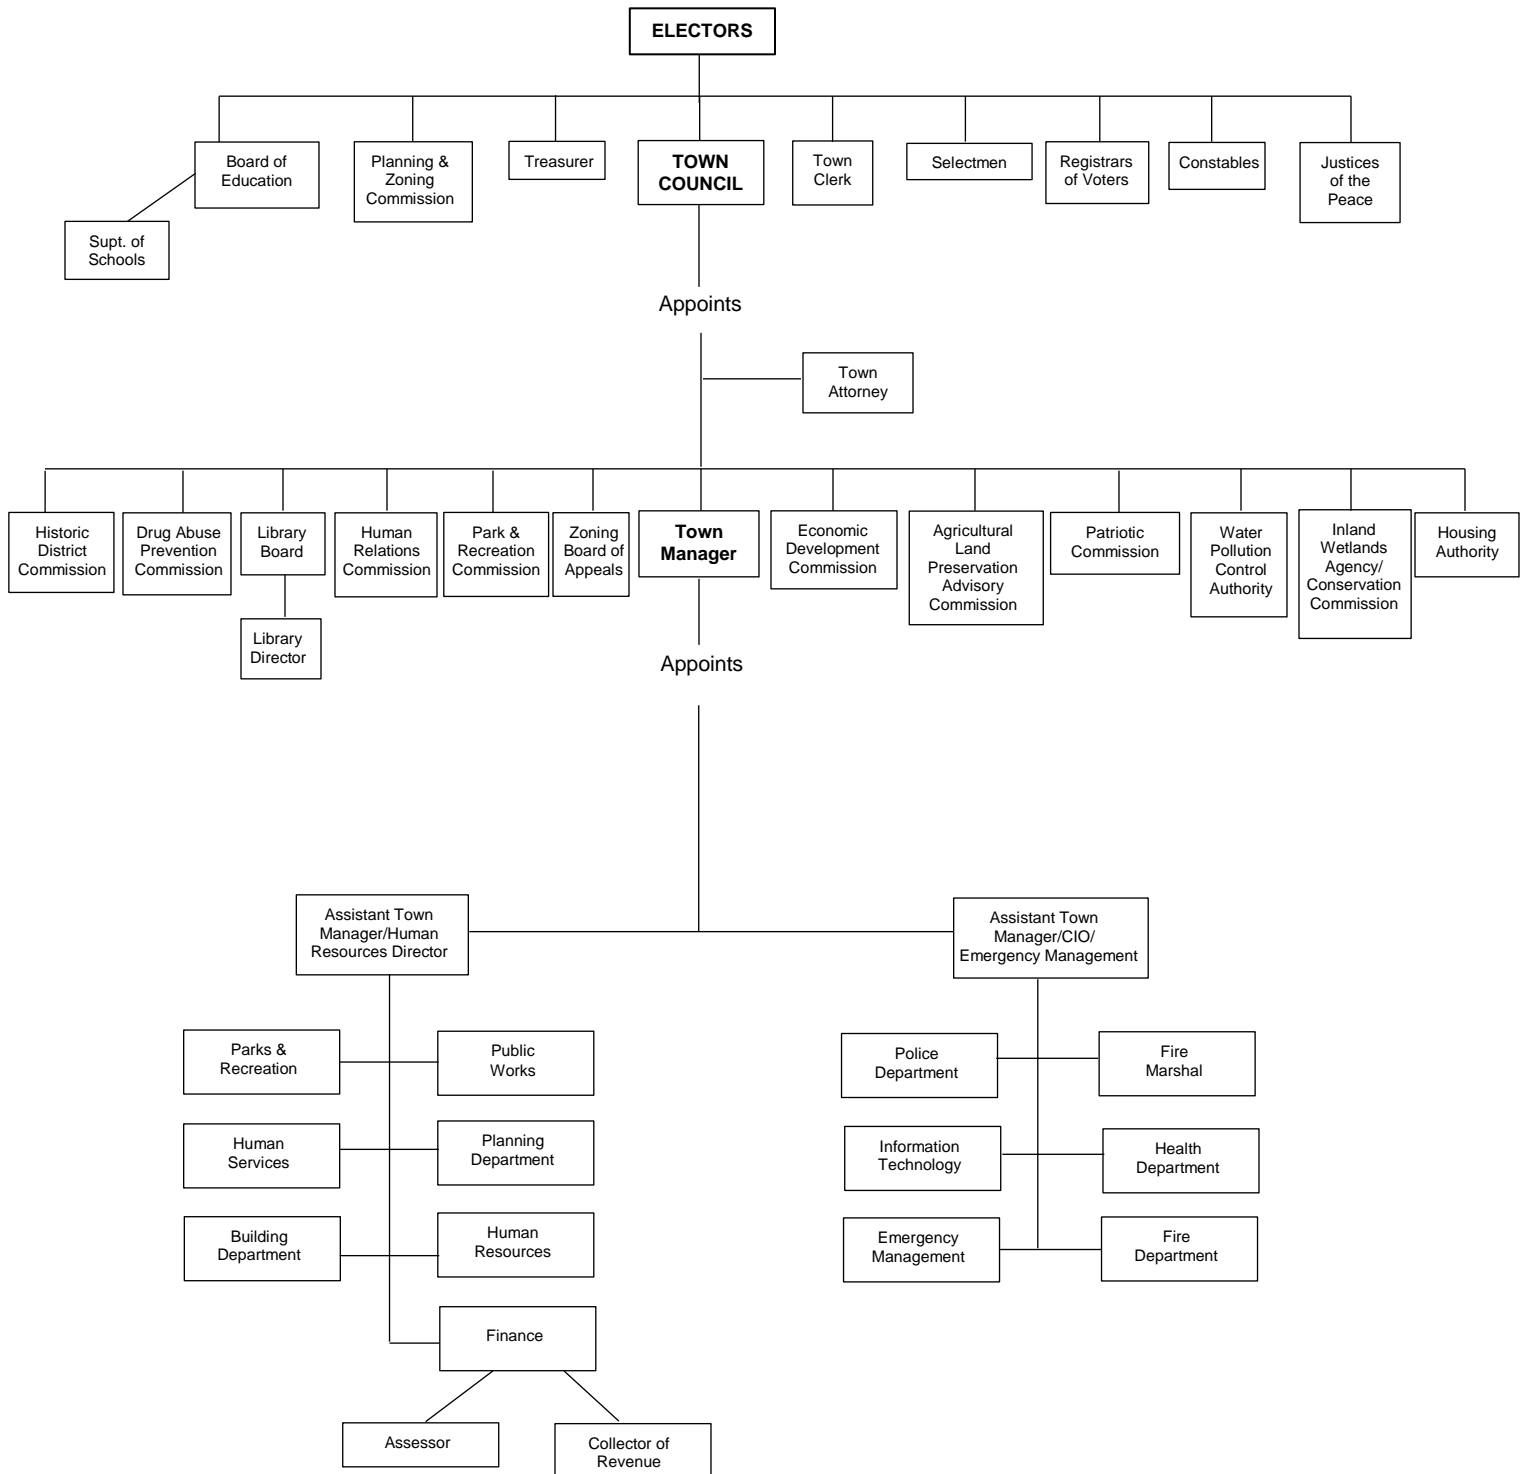 ELECTORS
Board of
Education
Planning &
Zoning
Commission
Treasurer
TOWN
COUNCIL
Town
Clerk
Selectmen
Registrars
of Voters
Constables
Justices
of the
Peace
Supt. of
Schools
Appoints
Town
Attorney
Historic
District
Commission
Drug Abuse
Prevention
Commission
Library
Board
Human
Relations
Commission
Park &
Recreation
Commission
Zoning
Board of
Appeals
Town
Manager
Economic
Development
Commission
Agricultural
Land
Preservation
Advisory
Commission
Patriotic
Commission
Water
Pollution
Control
Authority
Inland
Wetlands
Agency/
Conservation
Commission
Housing
Authority
Library
Director
Appoints
Assistant Town
Manager/Human
Resources Director
Assistant Town
Manager/CIO/
Emergency Management
Parks &
Recreation
Public
Works
Police
Department
Fire
Marshal
Human
Services
Planning
Department
Information
Technology
Health
Department
Building
Department
Human
Resources
Emergency
Management
Fire
Department
Finance
Assessor
Collector of
Revenue